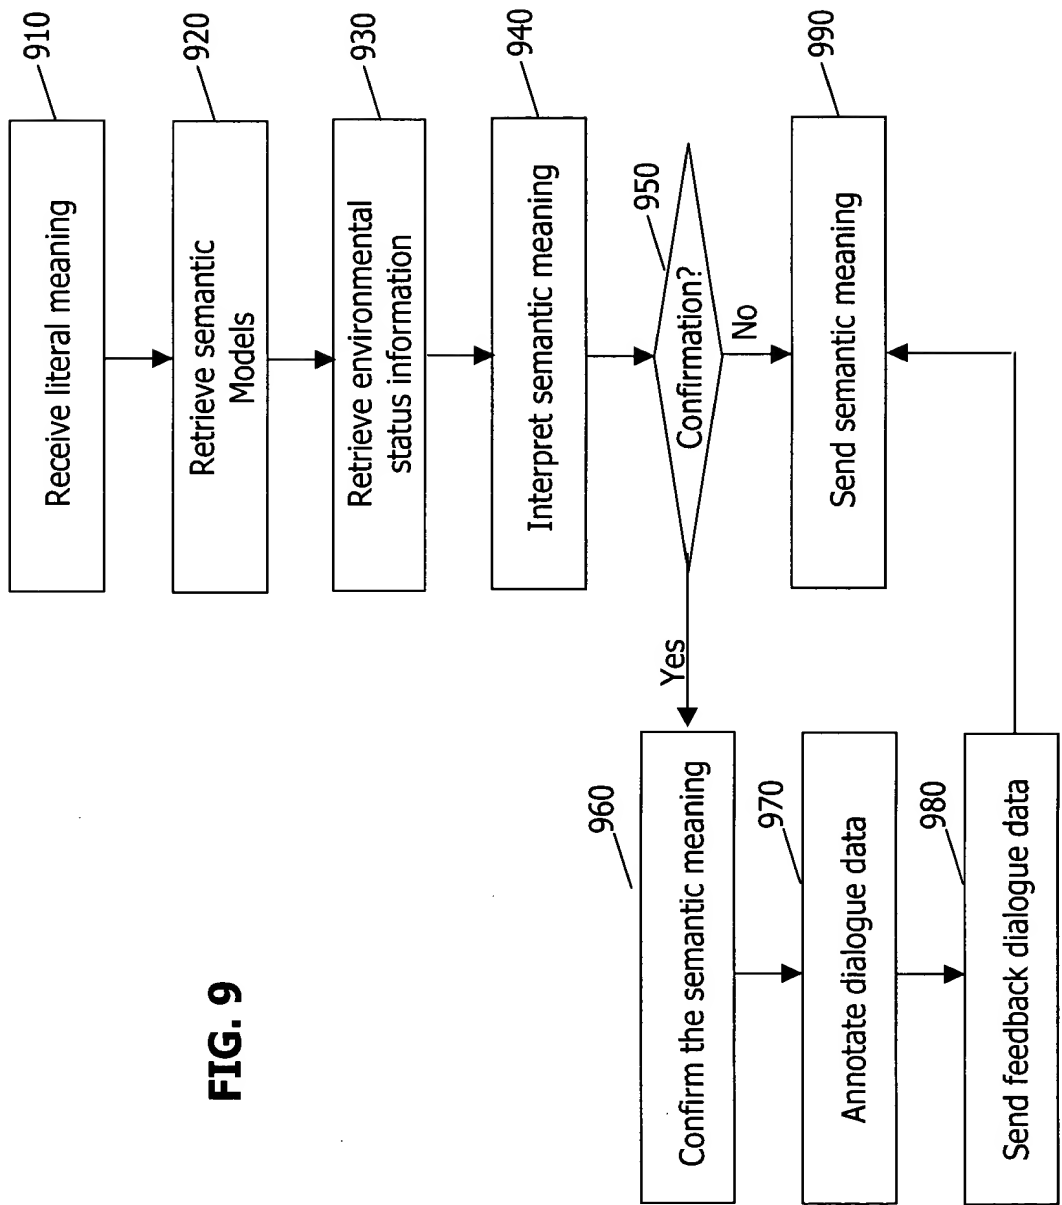 910
Receive literal meaning
920
Retrieve semantic
Models
930
Retrieve environmental
status information
940
Interpret semantic meaning
950
Confirmation?
Yes
No
960
Confirm the semantic meaning
970
Annotate dialogue data
980
Send feedback dialogue data
990
Send semantic meaning
FIG. 9